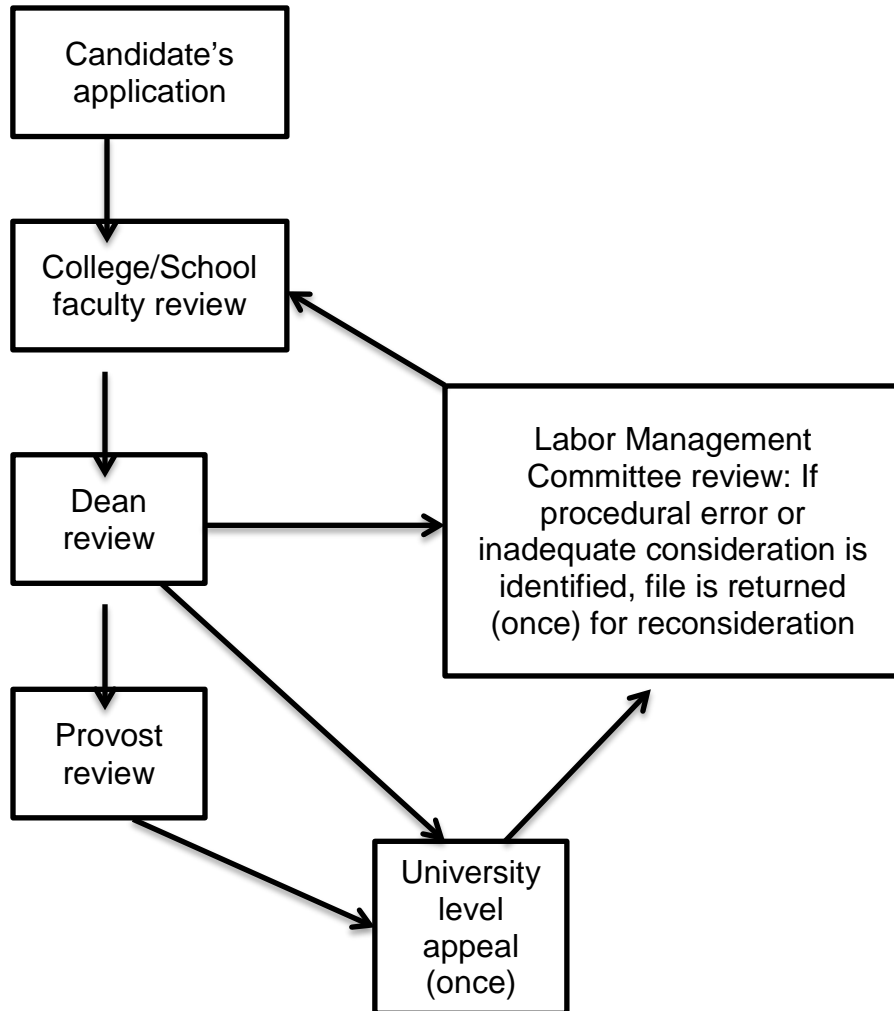 Candidate’s
application
College/School
faculty review
Dean
review
Labor Management
Committee review: If
procedural error or
inadequate consideration is
identified, file is returned
(once) for reconsideration
Provost
review
University
level
appeal
(once)